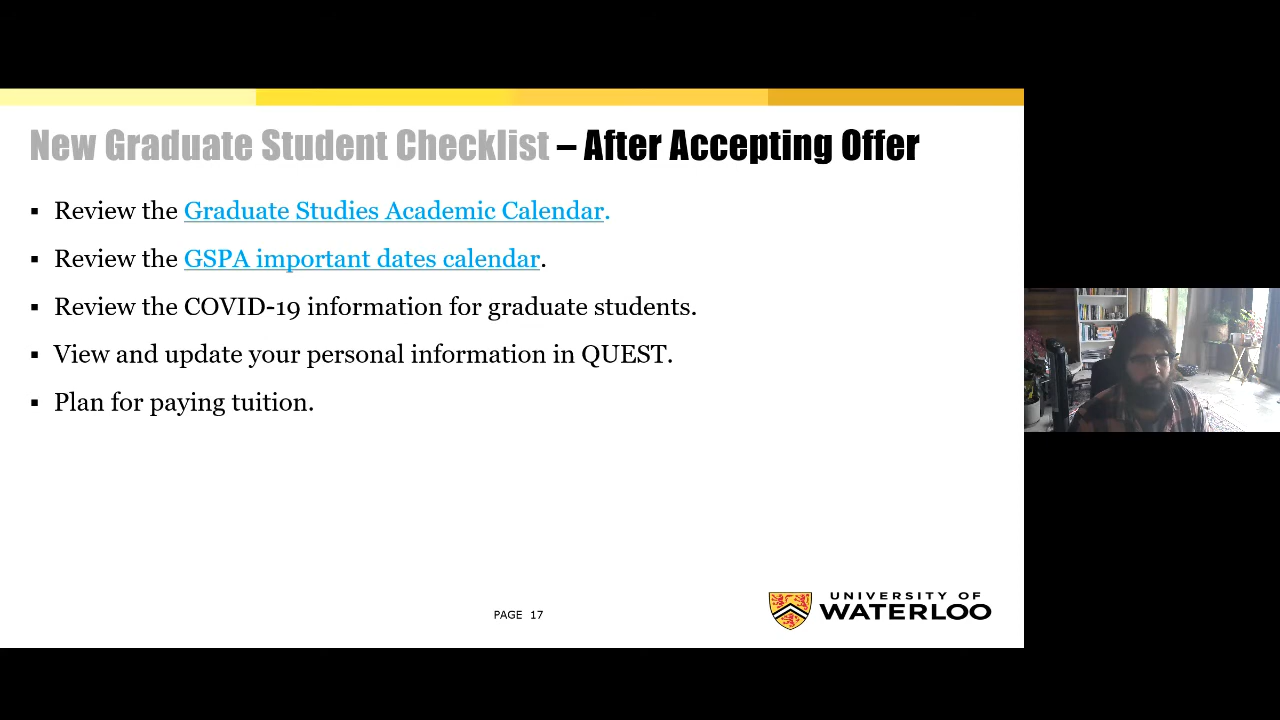 New Graduate Student Checklist – After Accepting Offer
▪ Review the Graduate Studies Academic Calendar.
▪ Review the GSPA important dates calendar.
▪ Review the COVID-19 information for graduate students.
▪ View and update your personal information in QUEST.
▪ Plan for paying tuition.
PAGE 17
UNIVERSITY OF
WATERLOO